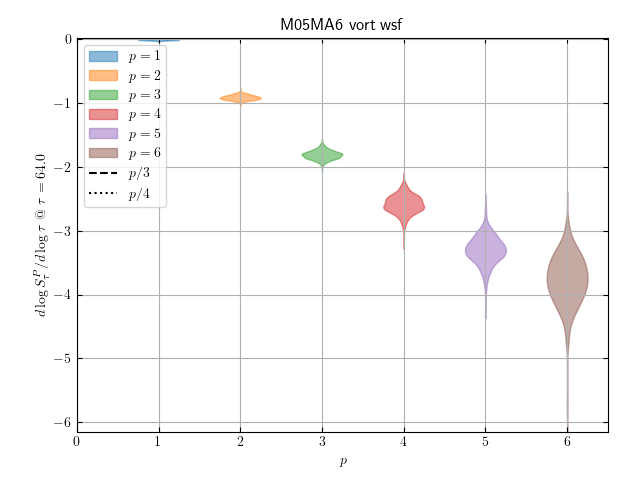 M05MA6 vort wsf
0
−1
−2
−3
−4
−5
−6
d log S_τ^P / d log τ @ τ = 64.0
p = 1
p = 2
p = 3
p = 4
p = 5
p = 6
p/3
p/4
0 1 2 3 4 5 6
p